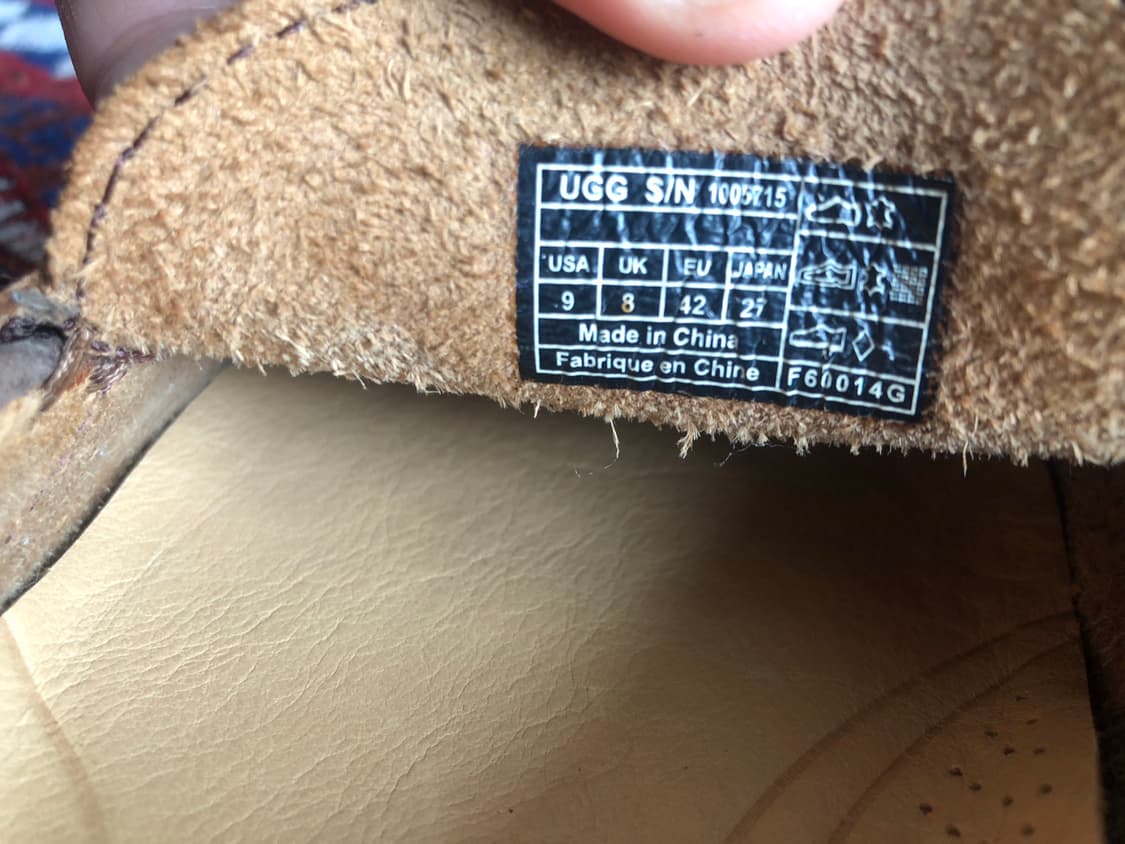 UGG S/N 1005715
USA UK EU JAPAN
9 8 42 27
Made in China
Fabrique en Chine
F60014G